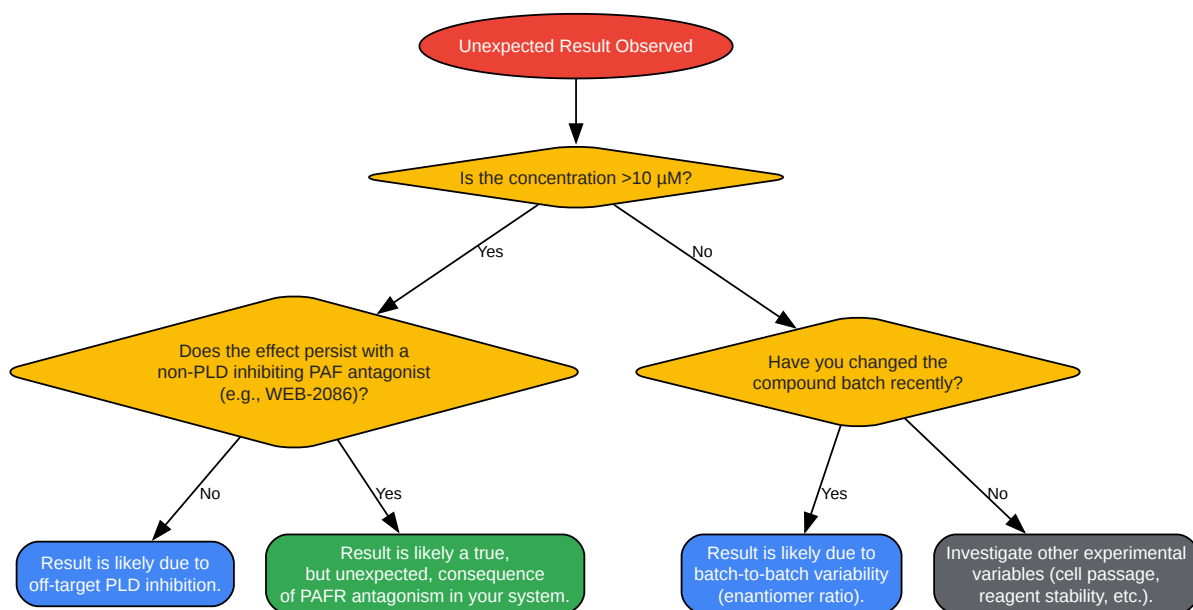 Unexpected Result Observed
Is the concentration >10 µM?
Yes
No
Does the effect persist with a
non-PLD inhibiting PAF antagonist
(e.g., WEB-2086)?
Have you changed the
compound batch recently?
No
Yes
Yes
No
Result is likely due to
off-target PLD inhibition.
Result is likely a true,
but unexpected, consequence
of PAFR antagonism in your system.
Result is likely due to
batch-to-batch variability
(enantiomer ratio).
Investigate other experimental
variables (cell passage,
reagent stability, etc.).